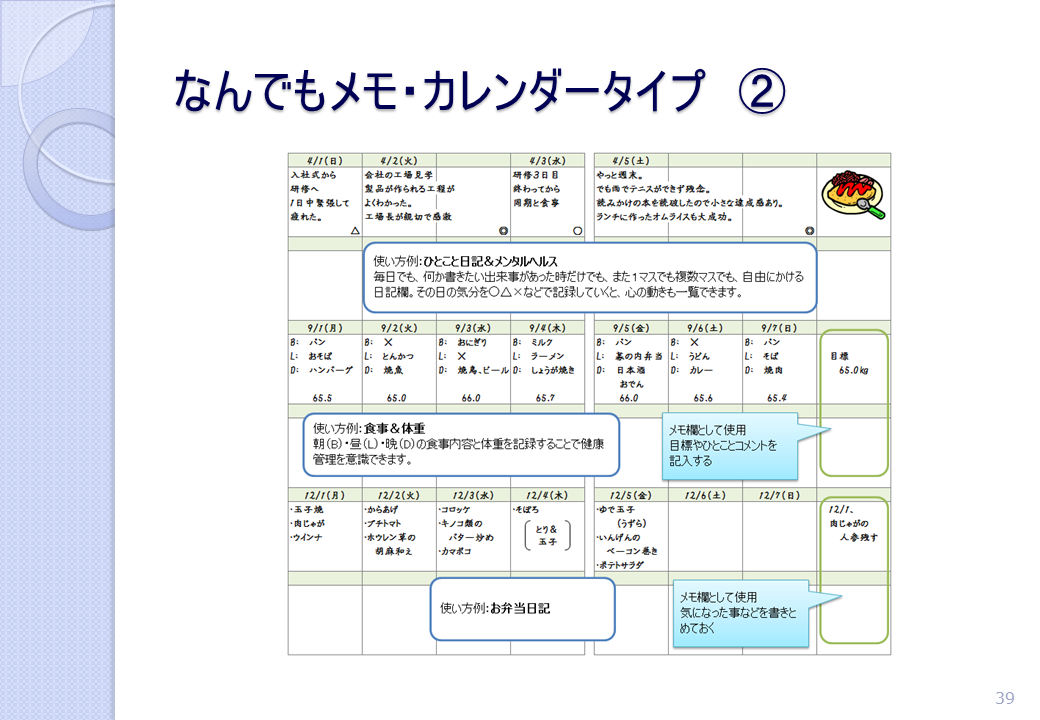 なんでもメモ・カレンダータイプ ②
4/1(日) 4/2(火) 4/3(水) 4/5(土)
入社式から
研修へ
1日中緊張して
疲れた。
△
会社の工場見学
製品が作られる工程が
よくわかった。
工場長が親切で感激
◎
研修3日目
終わってから
同期と食事
○
やっと週末。
でも雨でテニスができず残念。
読みかけの本を読破したので小さな達成感あり。
ランチに作ったオムライスも大成功。
◎
使い方例：ひとこと日記＆メンタルヘルス
毎日でも、何か書きたい出来事があった時だけでも、また１マスでも複数マスでも、自由にかける
日記欄。その日の気分を○△×などで記録していくと、心の動きも一覧できます。
9/1(月) 9/2(火) 9/3(水) 9/4(木) 9/5(金) 9/6(土) 9/7(日)
B: パン
L: おそば
D: ハンバーグ
65.5
B: ×
L: とんかつ
D: 焼魚
65.0
B: おにぎり
L: ×
D: 焼鳥、ビール
66.0
B: ミルク
L: ラーメン
D: しょうが焼き
65.7
B: パン
L: 幕の内弁当
D: 日本酒
おでん
66.0
B: ×
L: うどん
D: カレー
65.6
B: パン
L: そば
D: 焼肉
65.4
目標
65.0kg
使い方例：食事＆体重
朝(B)・昼(L)・晩(D)の食事内容と体重を記録することで健康
管理を意識できます。
メモ欄として使用
目標やひとことコメントを
記入する
12/1(月) 12/2(火) 12/3(水) 12/4(木) 12/5(金) 12/6(土) 12/7(日)
・玉子焼
・肉じゃが
・ウインナ
・からあげ
・プチトマト
・ホウレン草の
胡麻和え
・コロッケ
・キノコ類の
バター炒め
・カマボコ
・そぼろ
とり＆
玉子
・ゆで玉子
(うずら)
・いんげんの
ベーコン巻き
・ポテトサラダ
12/1、
肉じゃがの
人参残す
使い方例：お弁当日記
メモ欄として使用
気になった事などを書きと
めておく
39